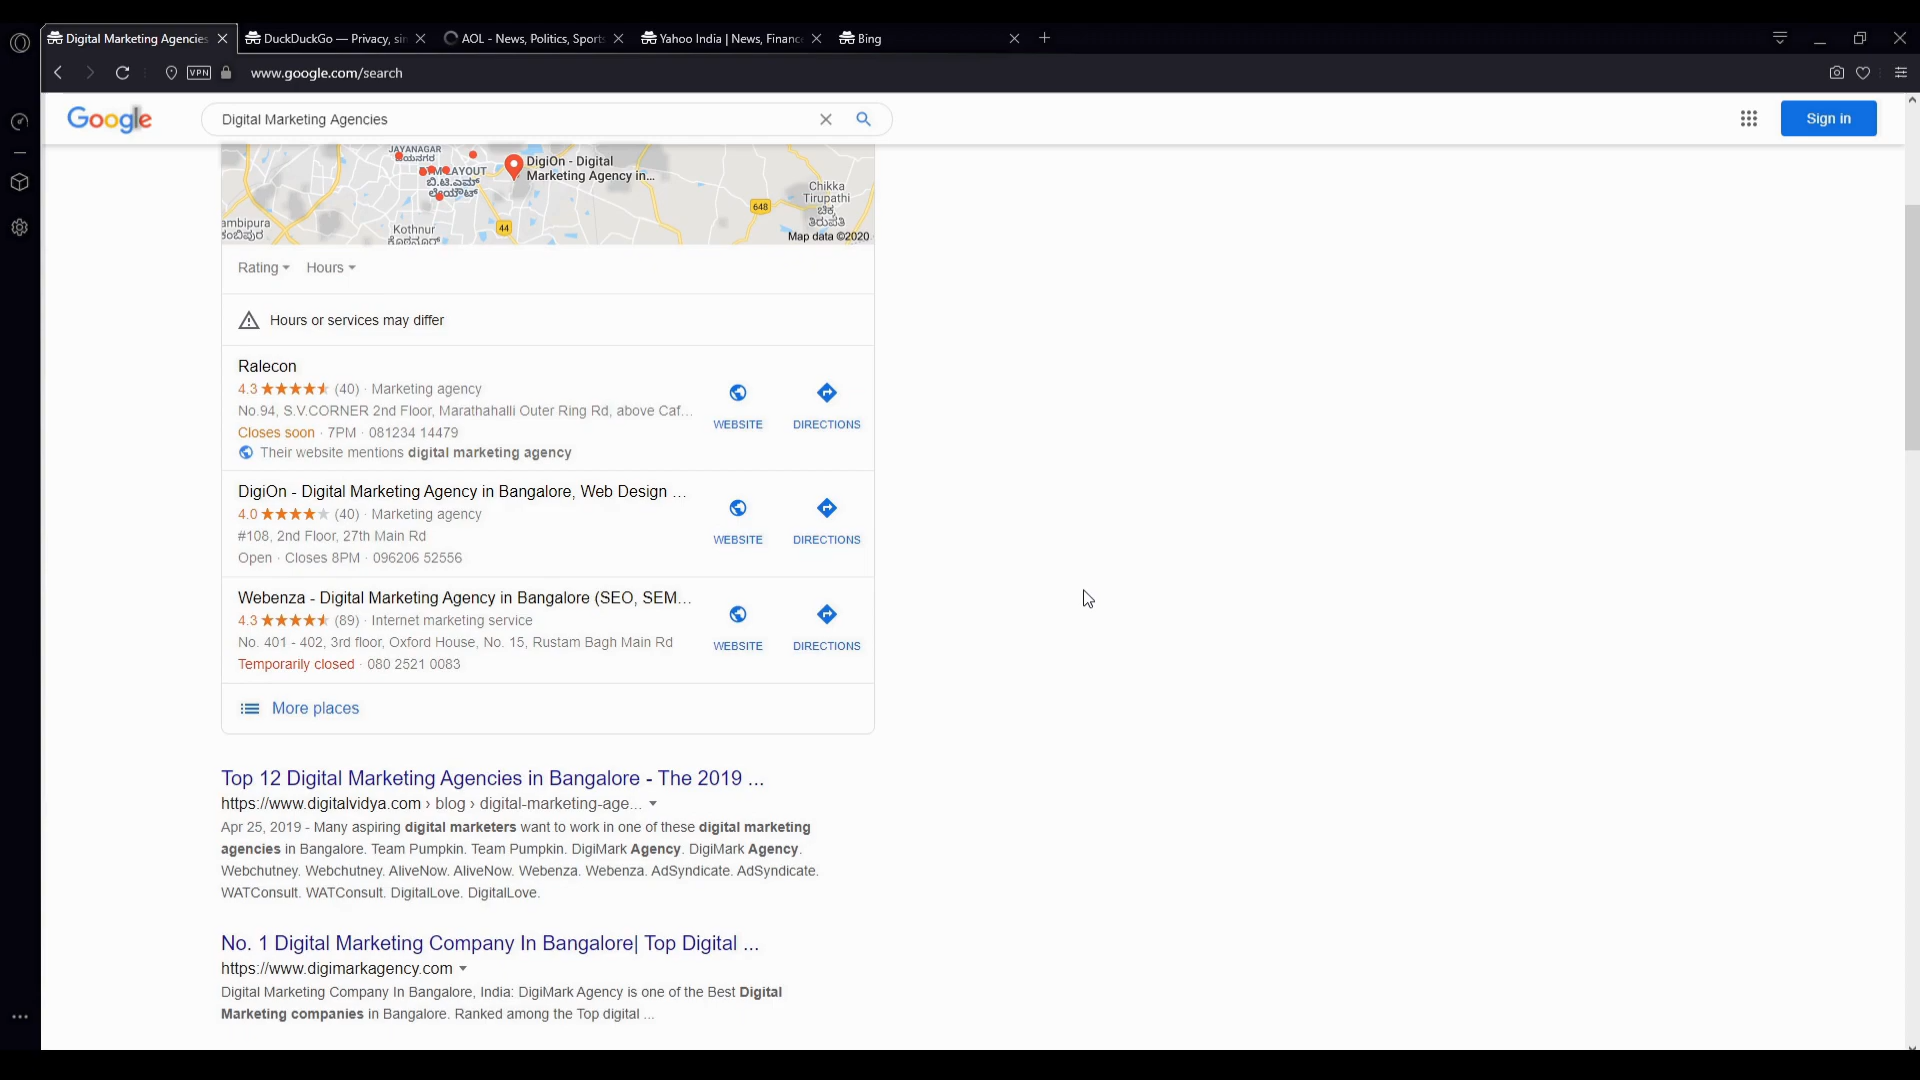 Digital Marketing Agencies
DuckDuckGo — Privacy, sin
AOL - News, Politics, Sports
Yahoo India | News, Finance
Bing
VPN
www.google.com/search
Google
Digital Marketing Agencies
Sign in
JAYANAGAR
ಜಯನಗರ
LAYOUT
ಬಿ.ಟಿ.ಎಮ್
ಲೇಔಟ್
DigiOn - Digital
Marketing Agency in...
Chikka
Tirupathi
ಚಿಕ್ಕ
ತಿರುಪತಿ
648
ambipura
ಕಂಬಿಪುರ
Kothnur
ಕೊತನೂರ್
44
Map data ©2020
Rating
Hours
Hours or services may differ
Ralecon
4.3 (40) · Marketing agency
No.94, S.V.CORNER 2nd Floor, Marathahalli Outer Ring Rd, above Caf...
Closes soon · 7PM · 081234 14479
Their website mentions digital marketing agency
WEBSITE
DIRECTIONS
DigiOn - Digital Marketing Agency in Bangalore, Web Design ...
4.0 (40) · Marketing agency
#108, 2nd Floor, 27th Main Rd
Open · Closes 8PM · 096206 52556
WEBSITE
DIRECTIONS
Webenza - Digital Marketing Agency in Bangalore (SEO, SEM...
4.3 (89) · Internet marketing service
No. 401 - 402, 3rd floor, Oxford House, No. 15, Rustam Bagh Main Rd
Temporarily closed · 080 2521 0083
WEBSITE
DIRECTIONS
More places
Top 12 Digital Marketing Agencies in Bangalore - The 2019 ...
https://www.digitalvidya.com › blog › digital-marketing-age...
Apr 25, 2019 - Many aspiring digital marketers want to work in one of these digital marketing
agencies in Bangalore. Team Pumpkin. Team Pumpkin. DigiMark Agency. DigiMark Agency.
Webchutney. Webchutney. AliveNow. AliveNow. Webenza. Webenza. AdSyndicate. AdSyndicate.
WATConsult. WATConsult. DigitalLove. DigitalLove.
No. 1 Digital Marketing Company In Bangalore| Top Digital ...
https://www.digimarkagency.com
Digital Marketing Company In Bangalore, India: DigiMark Agency is one of the Best Digital
Marketing companies in Bangalore. Ranked among the Top digital ...